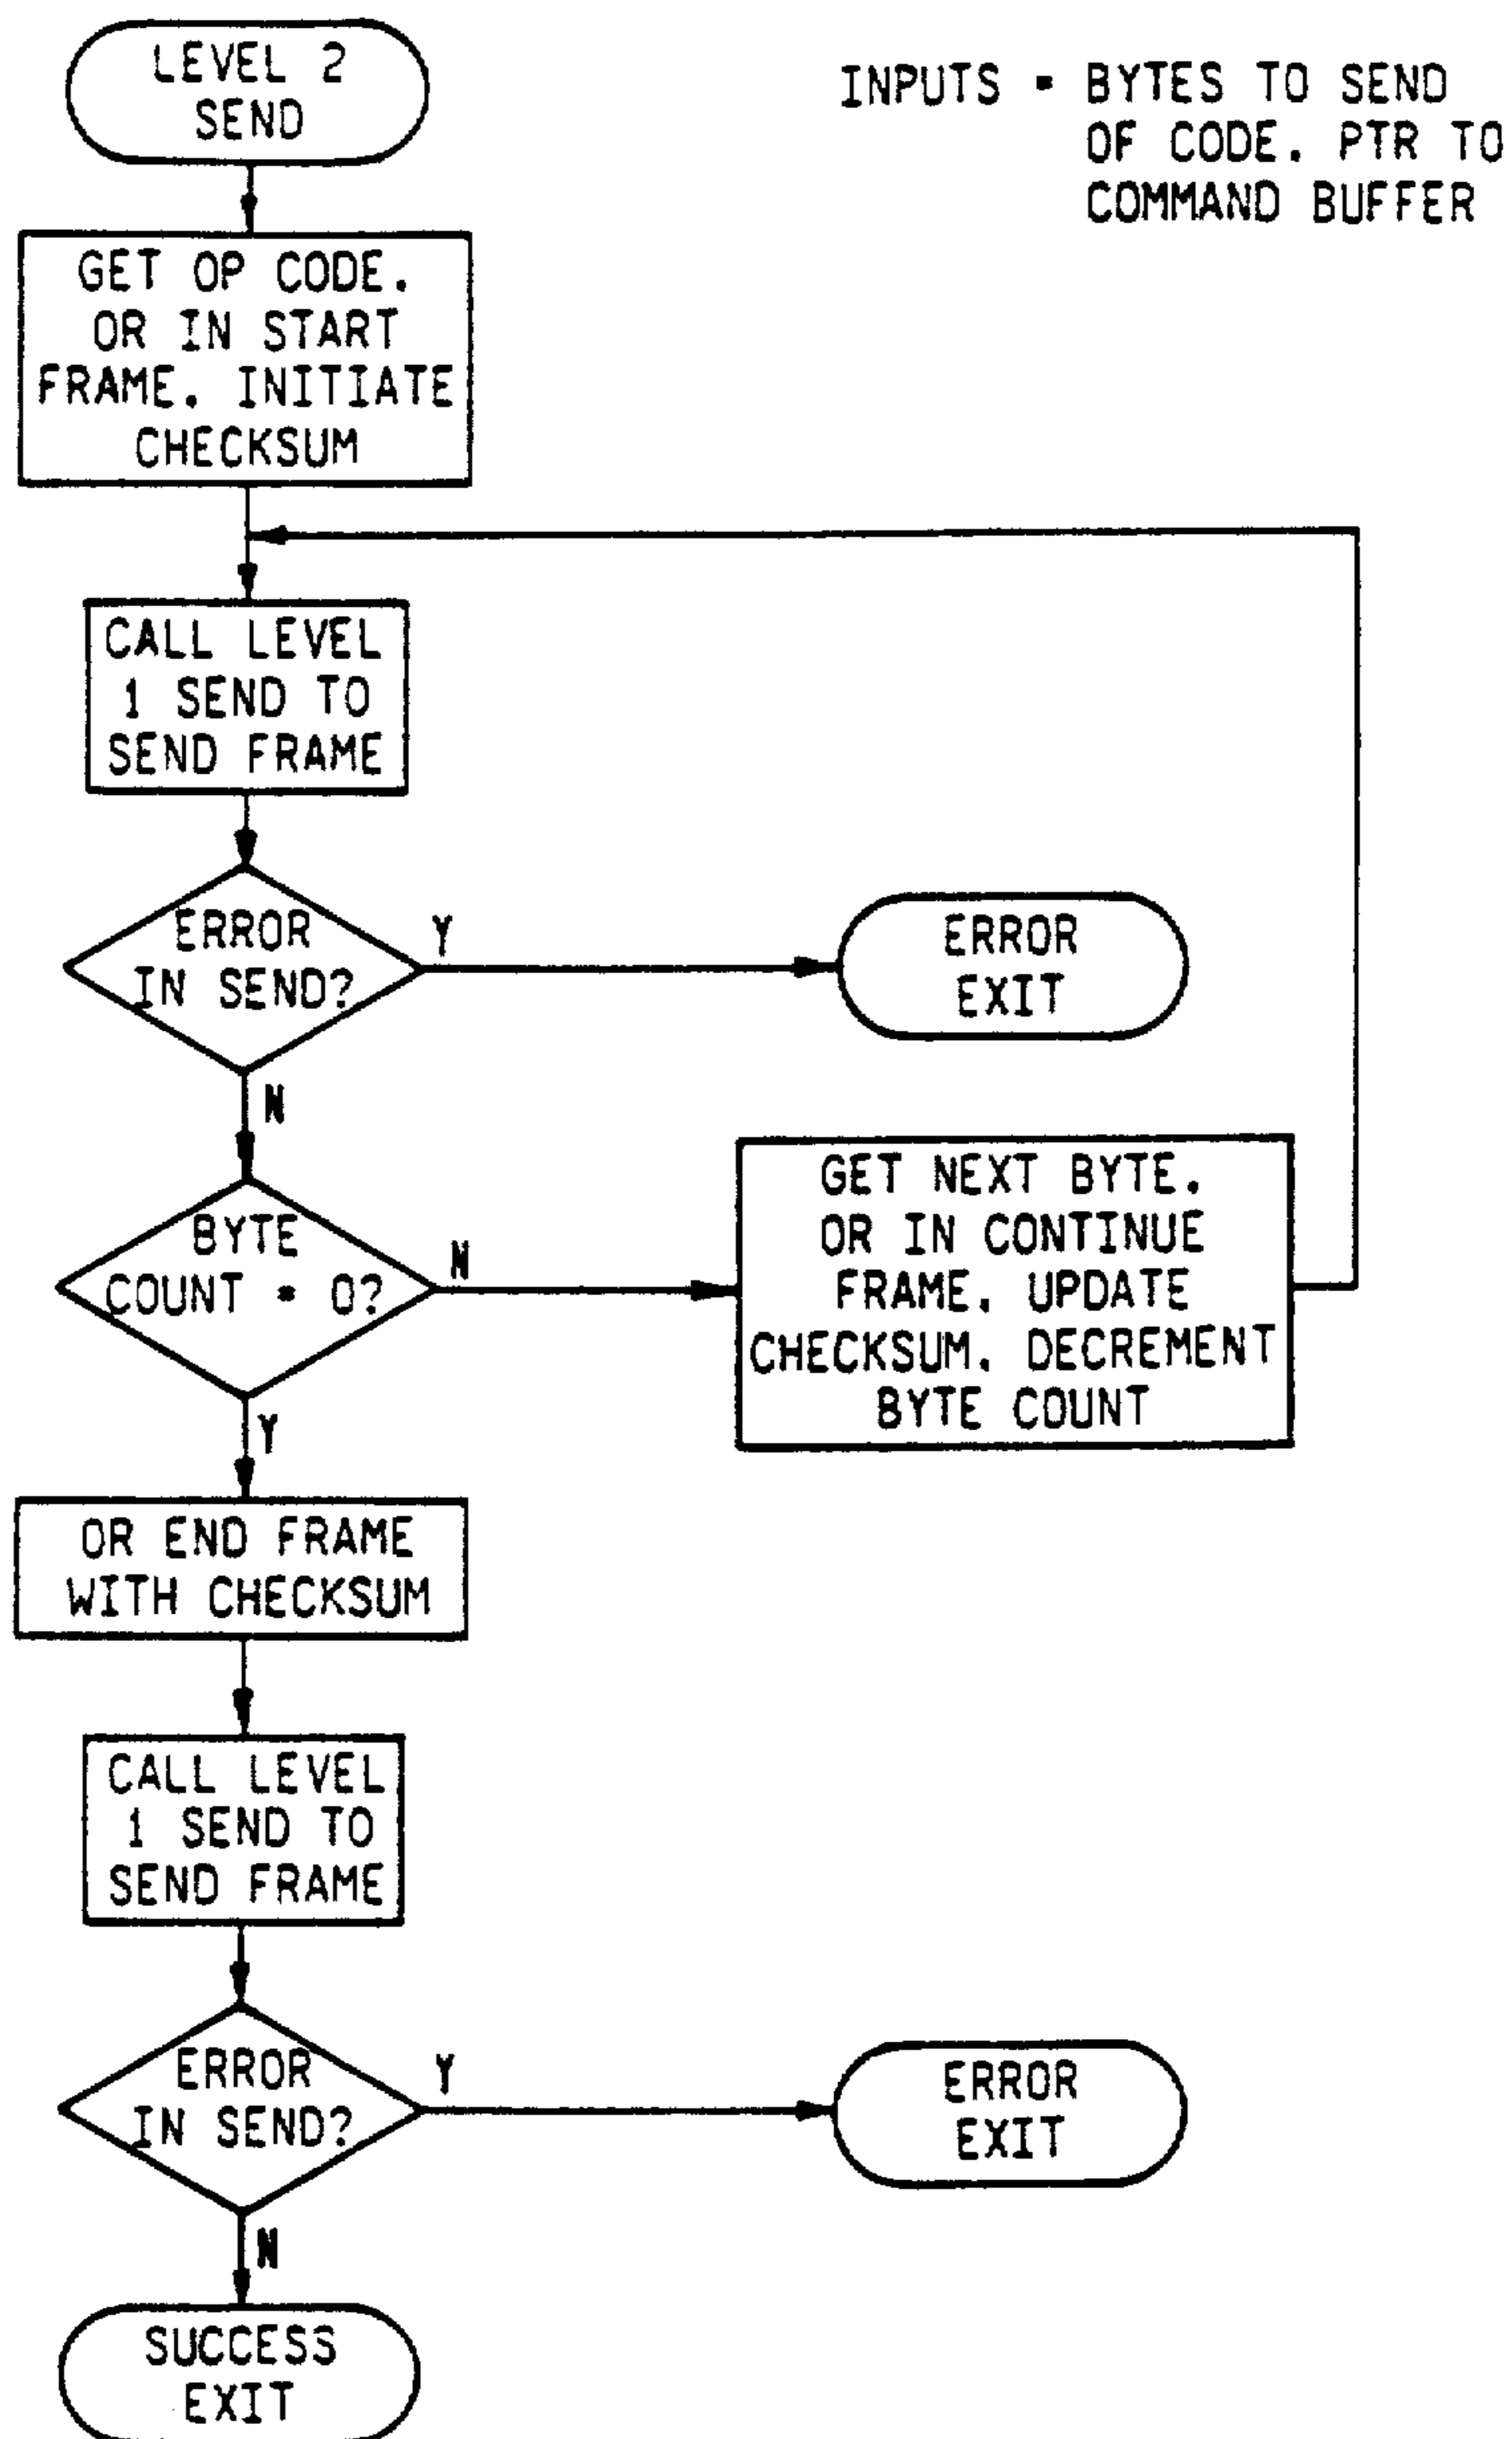 LEVEL 2
SEND
INPUTS = BYTES TO SEND
OF CODE. PTR TO
COMMAND BUFFER
GET OP CODE.
OR IN START
FRAME. INITIATE
CHECKSUM
CALL LEVEL
1 SEND TO
SEND FRAME
ERROR
IN SEND?
Y
ERROR
EXIT
N
BYTE
COUNT = 0?
N
GET NEXT BYTE.
OR IN CONTINUE
FRAME. UPDATE
CHECKSUM. DECREMENT
BYTE COUNT
Y
OR END FRAME
WITH CHECKSUM
CALL LEVEL
1 SEND TO
SEND FRAME
ERROR
IN SEND?
Y
ERROR
EXIT
N
SUCCESS
EXIT